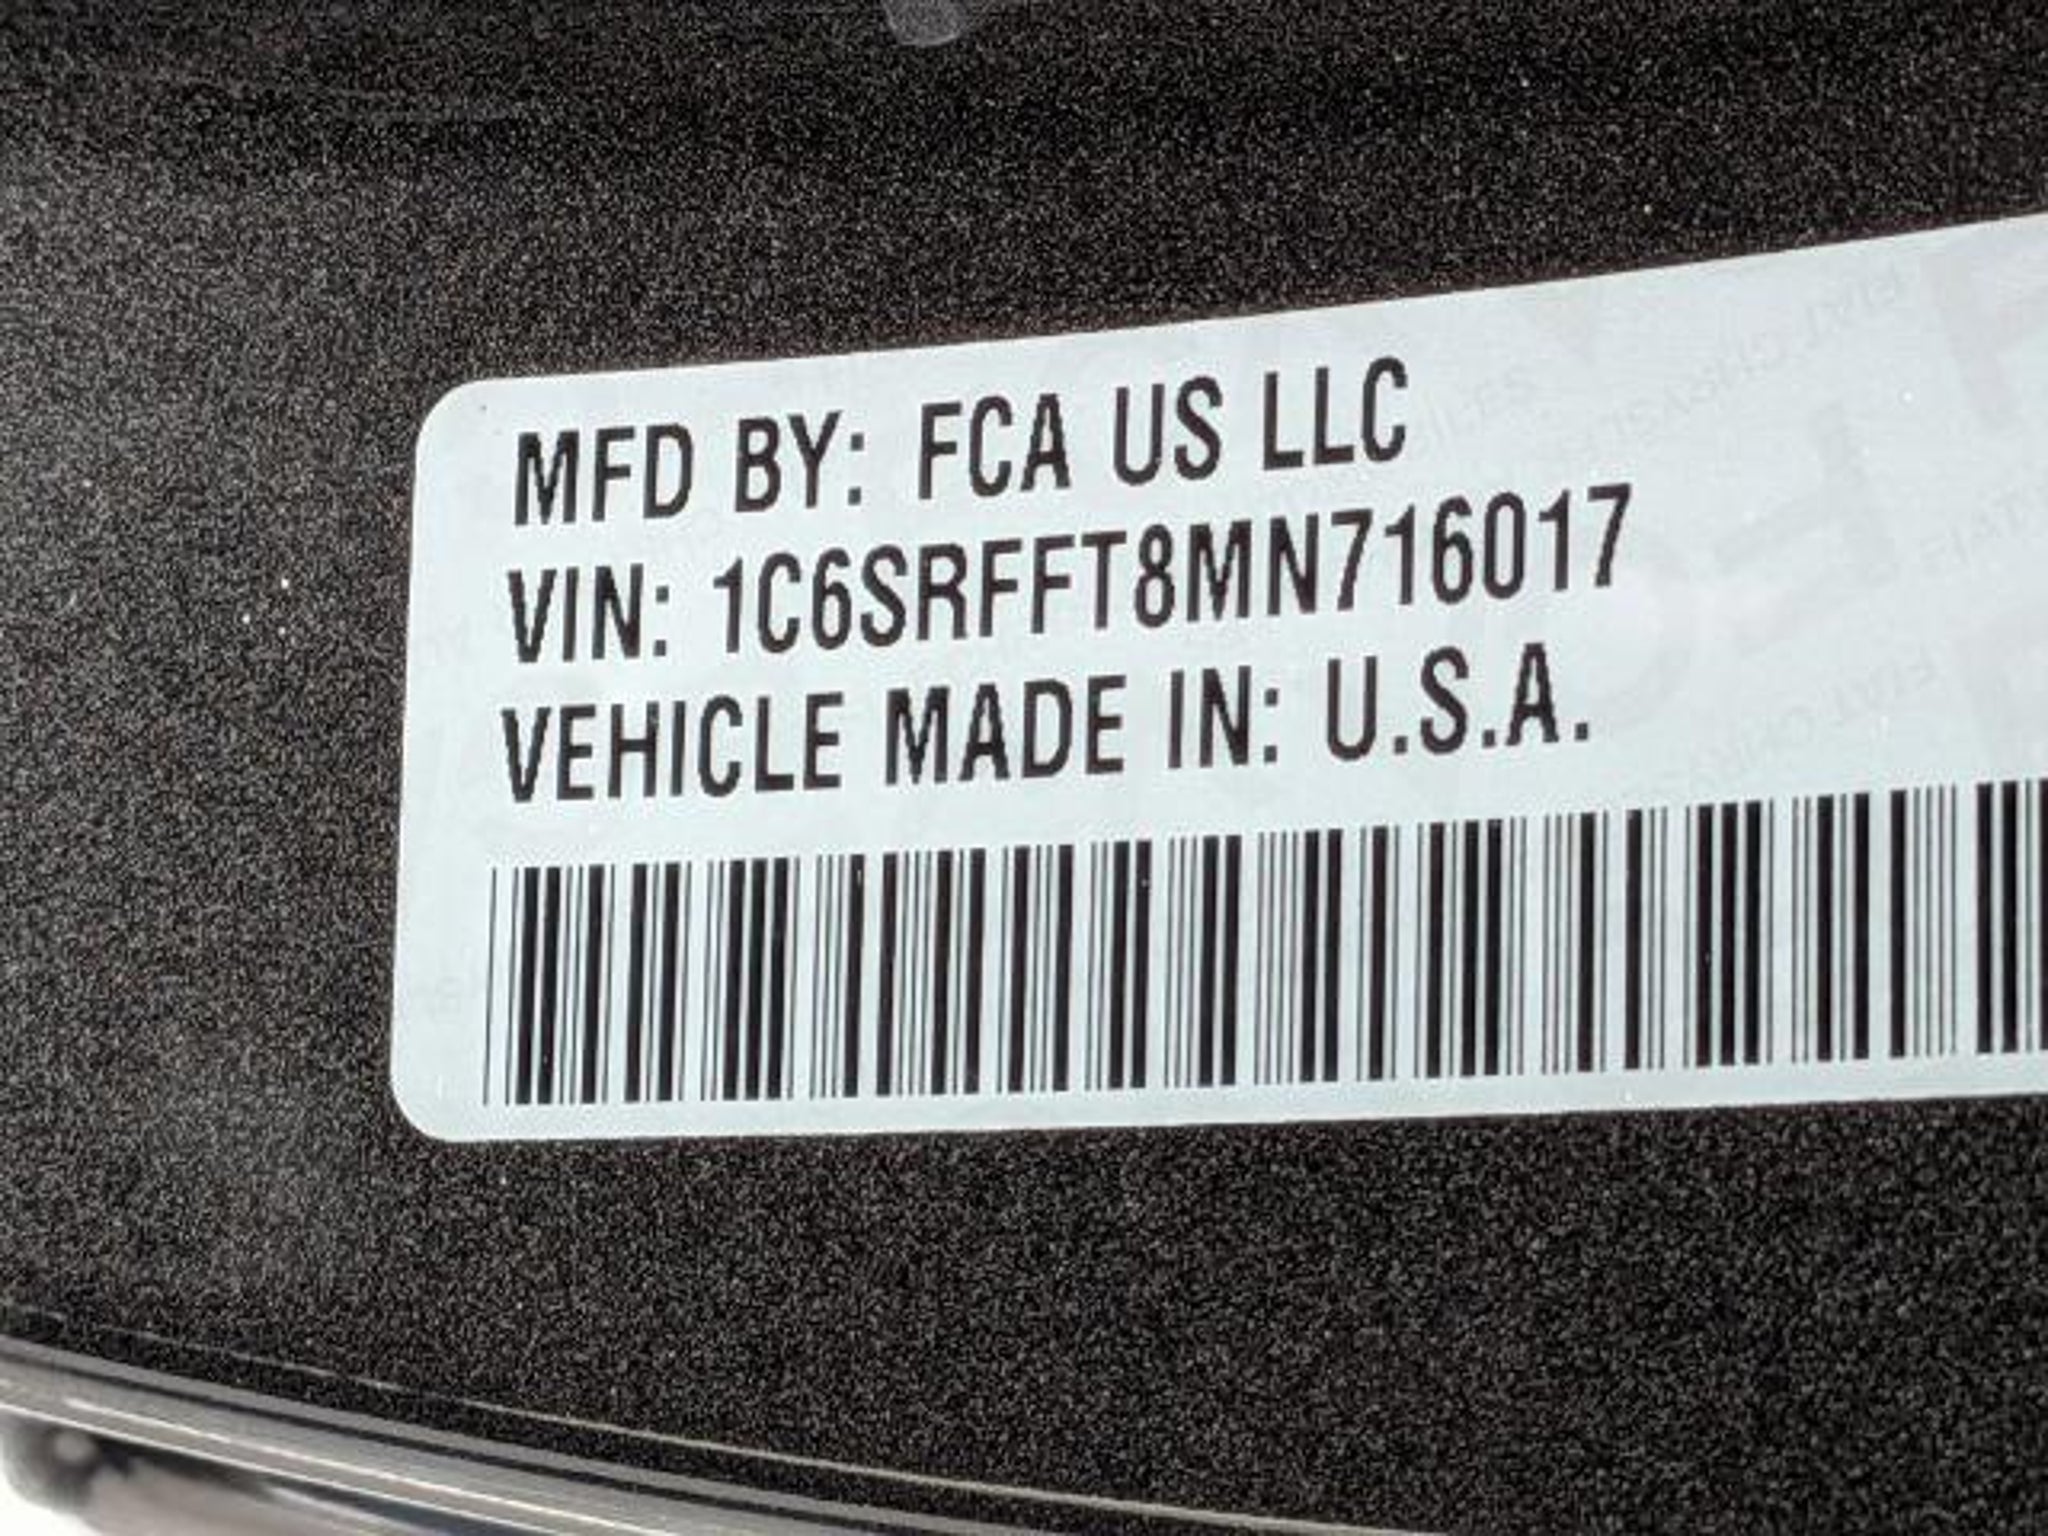 MFD BY: FCA US LLC
VIN: 1C6SRFFT8MN716017
VEHICLE MADE IN: U.S.A.